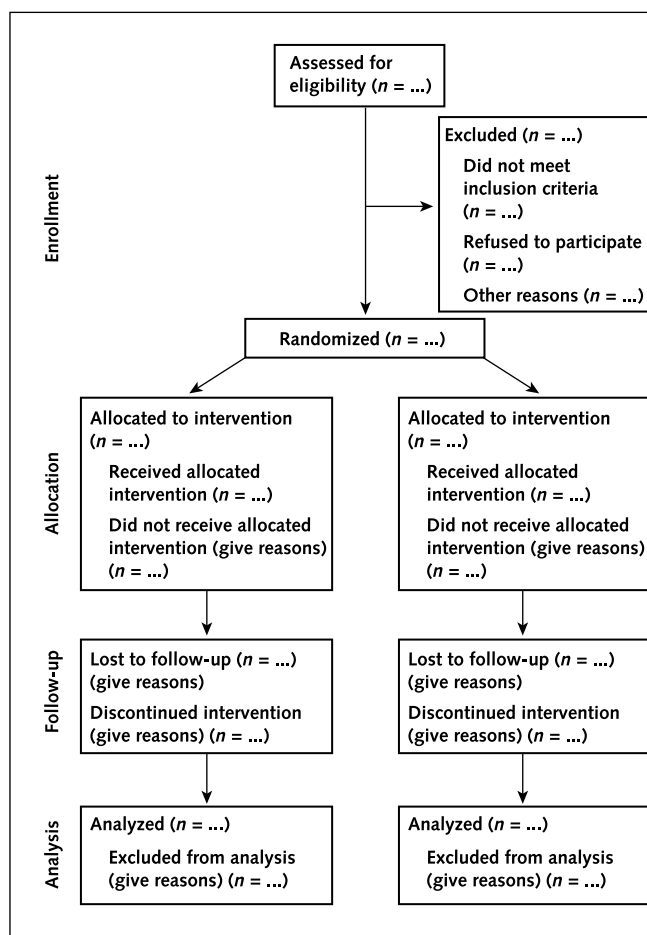 Assessed for
eligibility (n = ...)
Enrollment
Excluded (n = ...)
Did not meet
inclusion criteria
(n = ...)
Refused to participate
(n = ...)
Other reasons (n = ...)
Randomized (n = ...)
Allocation
Allocated to intervention
(n = ...)
Received allocated
intervention (n = ...)
Did not receive allocated
intervention (give reasons)
(n = ...)
Allocated to intervention
(n = ...)
Received allocated
intervention (n = ...)
Did not receive allocated
intervention (give reasons)
(n = ...)
Follow-up
Lost to follow-up (n = ...)
(give reasons)
Discontinued intervention
(give reasons) (n = ...)
Lost to follow-up (n = ...)
(give reasons)
Discontinued intervention
(give reasons) (n = ...)
Analysis
Analyzed (n = ...)
Excluded from analysis
(give reasons) (n = ...)
Analyzed (n = ...)
Excluded from analysis
(give reasons) (n = ...)